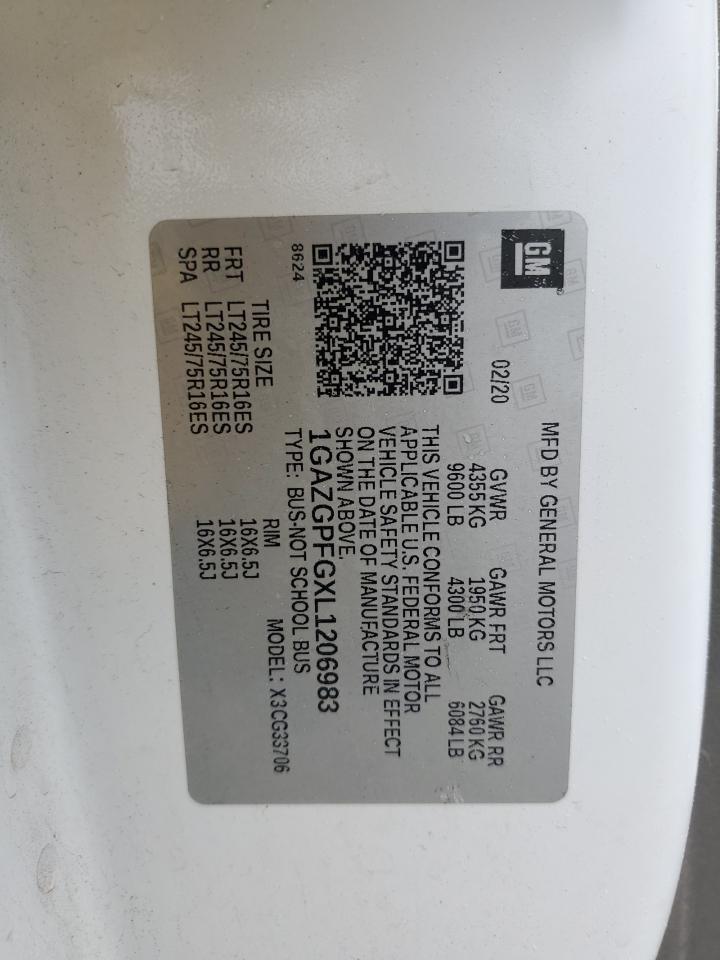 GM
MFD BY GENERAL MOTORS LLC
02/20 GVWR GAWR FRT GAWR RR
4355 KG 1950 KG 2760 KG
9600 LB 4300 LB 6084 LB
THIS VEHICLE CONFORMS TO ALL
APPLICABLE U.S. FEDERAL MOTOR
VEHICLE SAFETY STANDARDS IN EFFECT
ON THE DATE OF MANUFACTURE
SHOWN ABOVE.
1GAZGPFGXL1206983
8624 TYPE: BUS-NOT SCHOOL BUS
MODEL: X3CG33706
TIRE SIZE RIM
FRT LT245/75R16ES 16X6.5J
RR LT245/75R16ES 16X6.5J
SPA LT245/75R16ES 16X6.5J